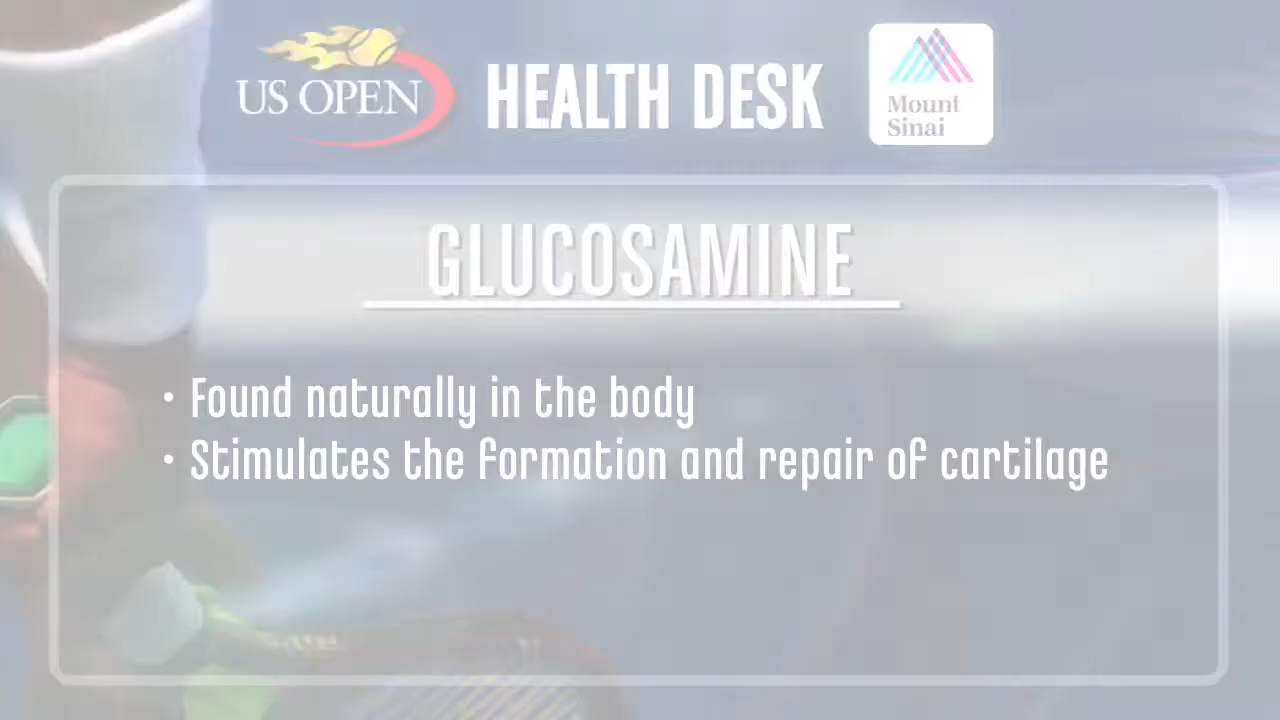 US OPEN
HEALTH DESK
Mount
Sinai
GLUCOSAMINE
• Found naturally in the body
• Stimulates the formation and repair of cartilage